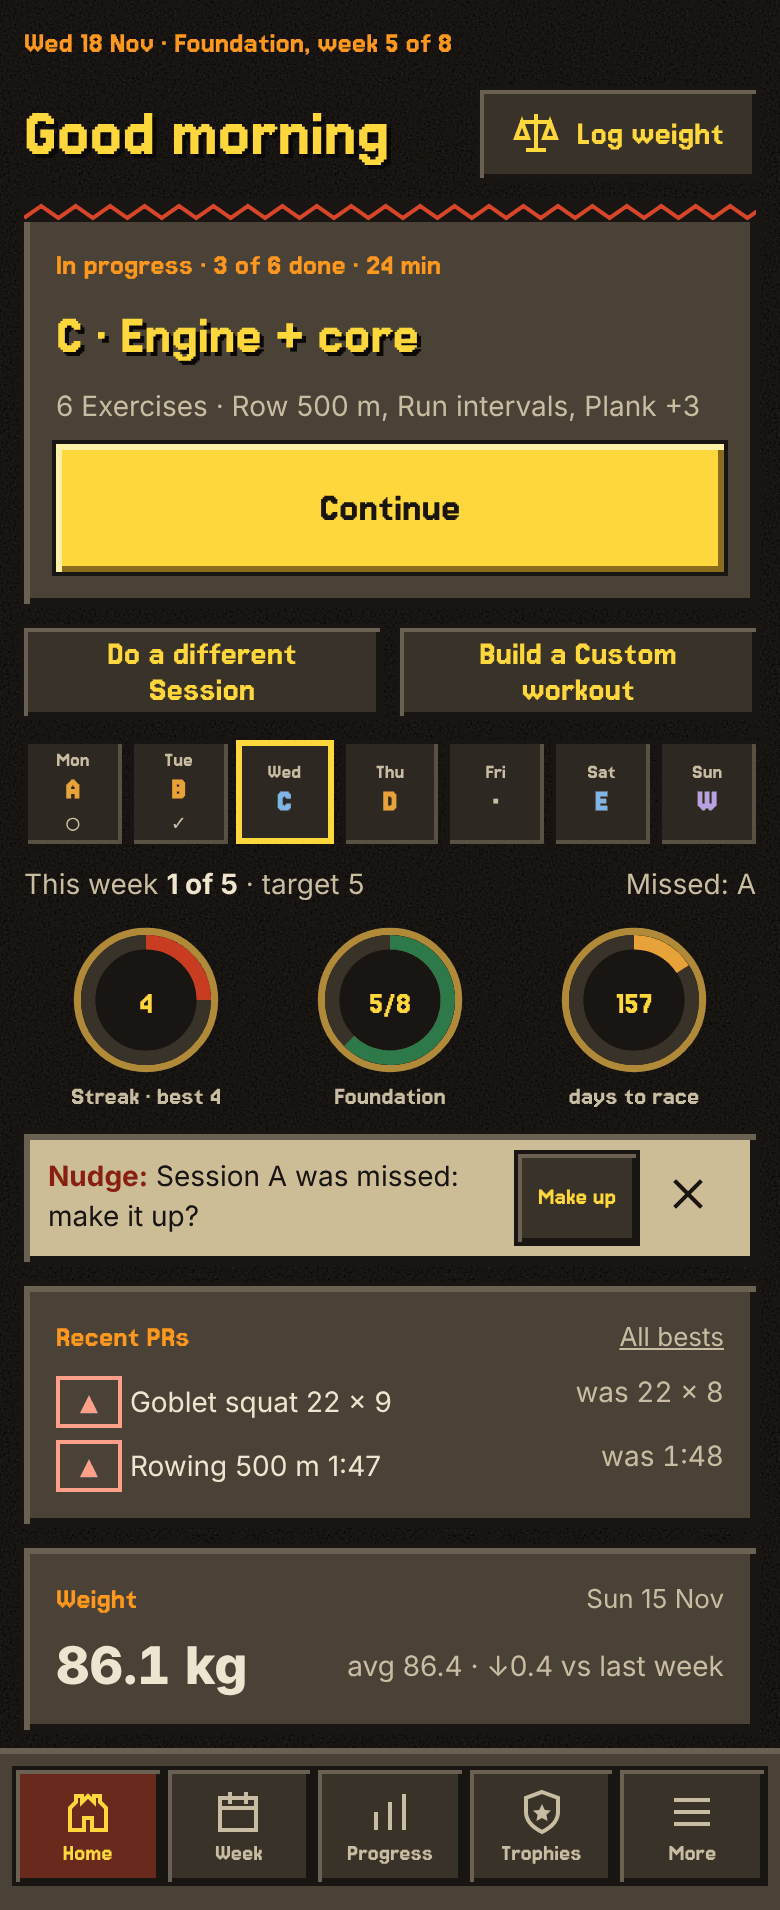 Wed 18 Nov · Foundation, week 5 of 8
Good morning
Log weight
In progress · 3 of 6 done · 24 min
C · Engine + core
6 Exercises · Row 500 m, Run intervals, Plank +3
Continue
Do a different
Session
Build a Custom
workout
Mon
A
○
Tue
B
✓
Wed
C
Thu
D
Fri
·
Sat
E
Sun
W
This week 1 of 5 · target 5
Missed: A
4
5/8
157
Streak · best 4
Foundation
days to race
Nudge: Session A was missed:
make it up?
Make up
Recent PRs
All bests
▲ Goblet squat 22 × 9
was 22 × 8
▲ Rowing 500 m 1:47
was 1:48
Weight
Sun 15 Nov
86.1 kg
avg 86.4 · ↓0.4 vs last week
Home
Week
Progress
Trophies
More